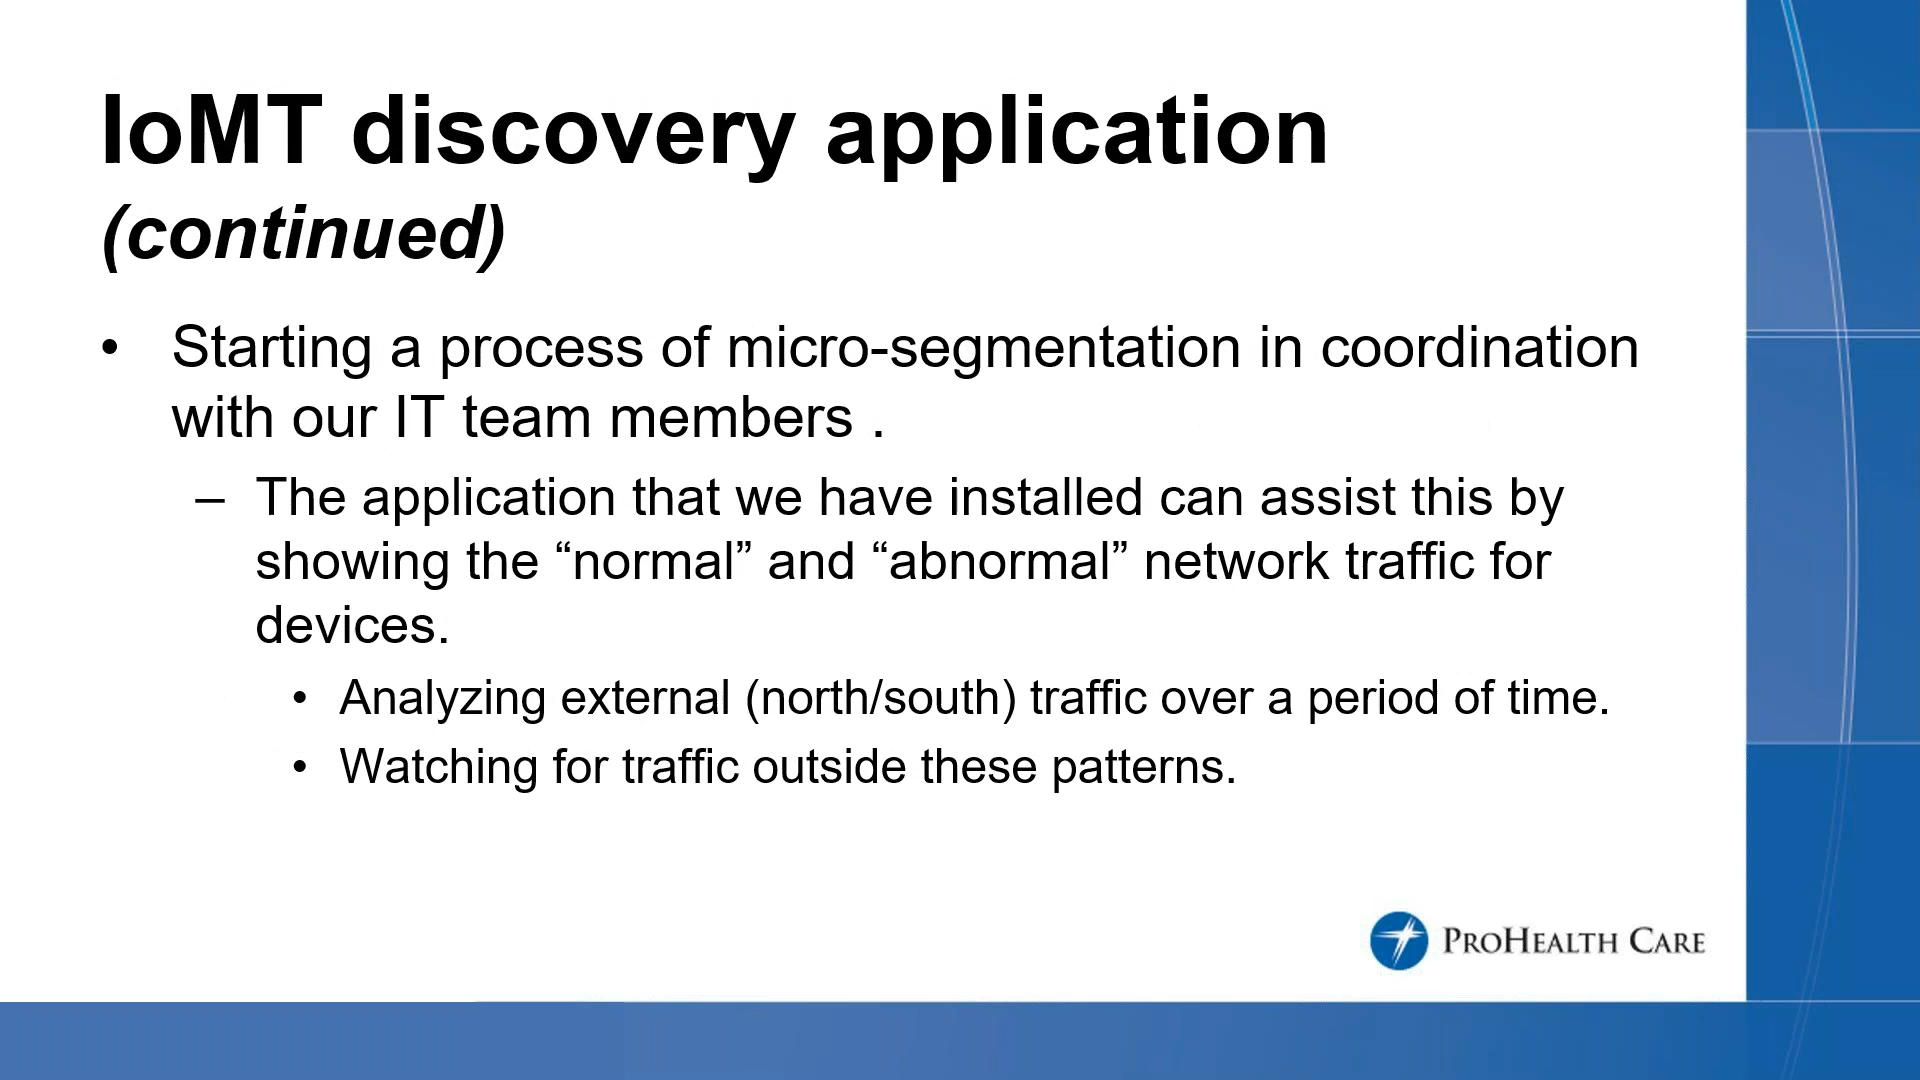 IoMT discovery application
(continued)
• Starting a process of micro-segmentation in coordination
with our IT team members .
– The application that we have installed can assist this by
showing the “normal” and “abnormal” network traffic for
devices.
• Analyzing external (north/south) traffic over a period of time.
• Watching for traffic outside these patterns.
PROHEALTH CARE